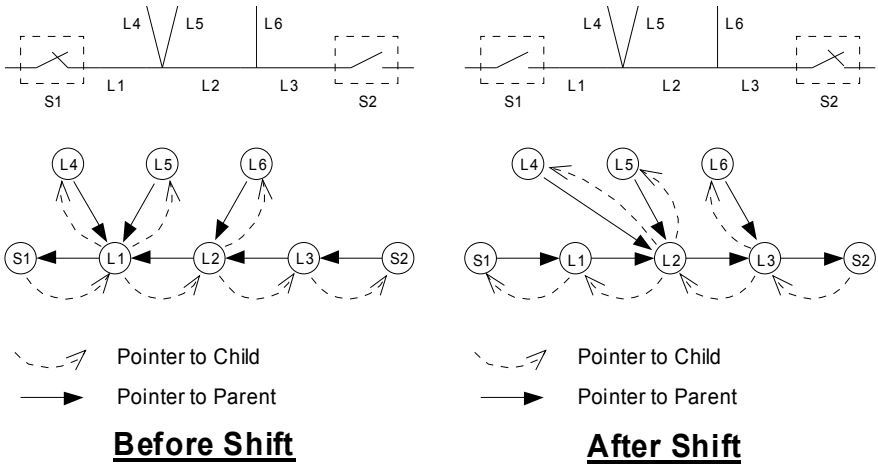 L4 L5 L6
S1 L1 L2 L3 S2
L4 L5 L6
S1 L1 L2 L3 S2
Pointer to Child
Pointer to Parent
Before Shift
L4 L5 L6
S1 L1 L2 L3 S2
L4 L5 L6
S1 L1 L2 L3 S2
Pointer to Child
Pointer to Parent
After Shift